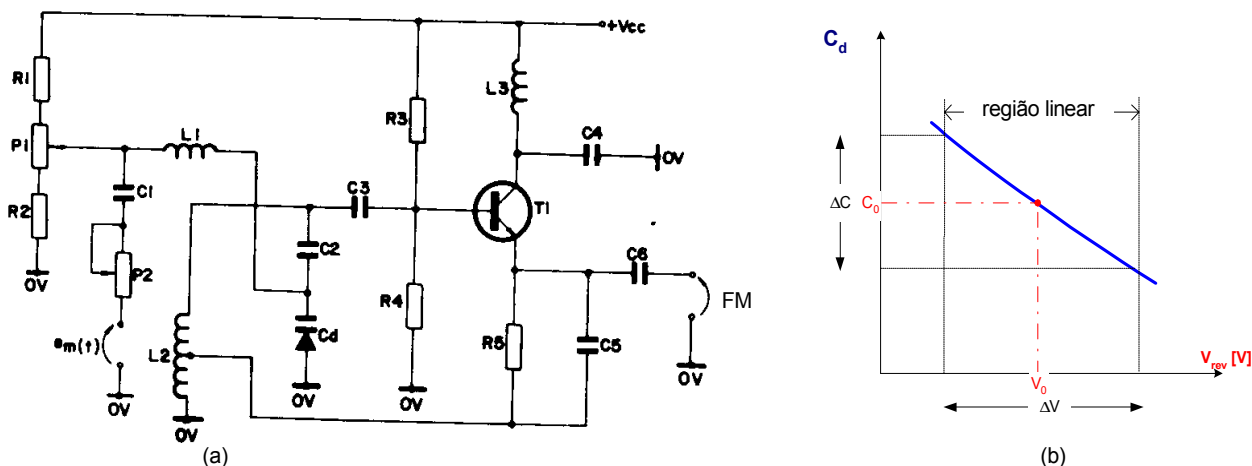 +Vcc
R1
P1
R2
0V
L1
C1
P2
em(t)
0V
L2
0V
C2
Cd
0V
C3
R3
R4
0V
L3
C4
0V
T1
R5
C5
C6
FM
0V
(a)
Cd
região linear
ΔC
C0
V0
Vrev [V]
ΔV
(b)